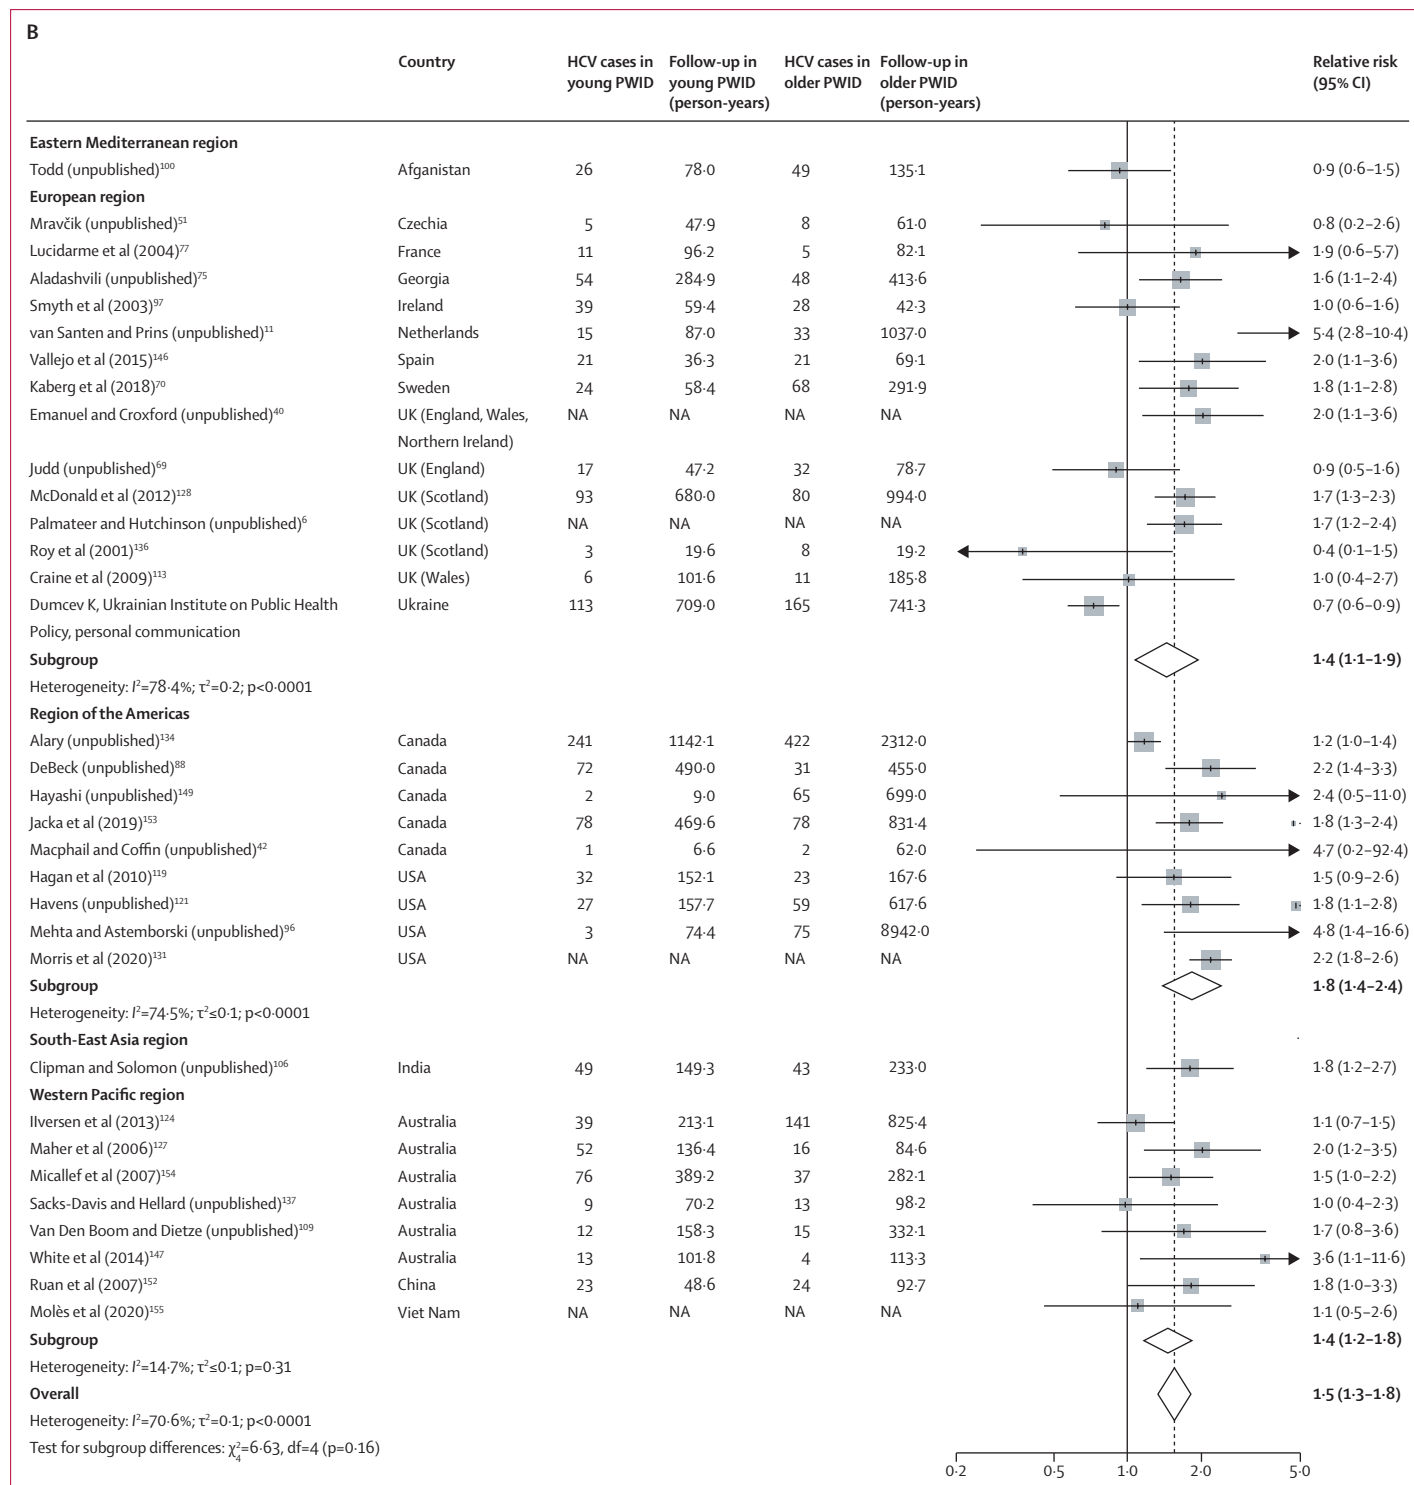 B
Country HCV cases in young PWID Follow-up in young PWID (person-years) HCV cases in older PWID Follow-up in older PWID (person-years) Relative risk (95% CI)
Eastern Mediterranean region
Todd (unpublished)100 Afganistan 26 78·0 49 135·1 0·9 (0·6–1·5)
European region
Mravčik (unpublished)51 Czechia 5 47·9 8 61·0 0·8 (0·2–2·6)
Lucidarme et al (2004)77 France 11 96·2 5 82·1 1·9 (0·6–5·7)
Aladashvili (unpublished)75 Georgia 54 284·9 48 413·6 1·6 (1·1–2·4)
Smyth et al (2003)97 Ireland 39 59·4 28 42·3 1·0 (0·6–1·6)
van Santen and Prins (unpublished)11 Netherlands 15 87·0 33 1037·0 5·4 (2·8–10·4)
Vallejo et al (2015)146 Spain 21 36·3 21 69·1 2·0 (1·1–3·6)
Kaberg et al (2018)70 Sweden 24 58·4 68 291·9 1·8 (1·1–2·8)
Emanuel and Croxford (unpublished)40 UK (England, Wales, NA NA NA NA 2·0 (1·1–3·6)
Northern Ireland)
Judd (unpublished)69 UK (England) 17 47·2 32 78·7 0·9 (0·5–1·6)
McDonald et al (2012)128 UK (Scotland) 93 680·0 80 994·0 1·7 (1·3–2·3)
Palmateer and Hutchinson (unpublished)6 UK (Scotland) NA NA NA NA 1·7 (1·2–2·4)
Roy et al (2001)136 UK (Scotland) 3 19·6 8 19·2 0·4 (0·1–1·5)
Craine et al (2009)113 UK (Wales) 6 101·6 11 185·8 1·0 (0·4–2·7)
Dumcev K, Ukrainian Institute on Public Health Ukraine 113 709·0 165 741·3 0·7 (0·6–0·9)
Policy, personal communication
Subgroup 1·4 (1·1–1·9)
Heterogeneity: I²=78·4%; τ²=0·2; p<0·0001
Region of the Americas
Alary (unpublished)134 Canada 241 1142·1 422 2312·0 1·2 (1·0–1·4)
DeBeck (unpublished)88 Canada 72 490·0 31 455·0 2·2 (1·4–3·3)
Hayashi (unpublished)149 Canada 2 9·0 65 699·0 2·4 (0·5–11·0)
Jacka et al (2019)153 Canada 78 469·6 78 831·4 1·8 (1·3–2·4)
Macphail and Coffin (unpublished)42 Canada 1 6·6 2 62·0 4·7 (0·2–92·4)
Hagan et al (2010)119 USA 32 152·1 23 167·6 1·5 (0·9–2·6)
Havens (unpublished)121 USA 27 157·7 59 617·6 1·8 (1·1–2·8)
Mehta and Astemborski (unpublished)96 USA 3 74·4 75 8942·0 4·8 (1·4–16·6)
Morris et al (2020)131 USA NA NA NA NA 2·2 (1·8–2·6)
Subgroup 1·8 (1·4–2·4)
Heterogeneity: I²=74·5%; τ²≤0·1; p<0·0001
South-East Asia region
Clipman and Solomon (unpublished)106 India 49 149·3 43 233·0 1·8 (1·2–2·7)
Western Pacific region
Ilversen et al (2013)124 Australia 39 213·1 141 825·4 1·1 (0·7–1·5)
Maher et al (2006)127 Australia 52 136·4 16 84·6 2·0 (1·2–3·5)
Micallef et al (2007)154 Australia 76 389·2 37 282·1 1·5 (1·0–2·2)
Sacks-Davis and Hellard (unpublished)137 Australia 9 70·2 13 98·2 1·0 (0·4–2·3)
Van Den Boom and Dietze (unpublished)109 Australia 12 158·3 15 332·1 1·7 (0·8–3·6)
White et al (2014)147 Australia 13 101·8 4 113·3 3·6 (1·1–11·6)
Ruan et al (2007)152 China 23 48·6 24 92·7 1·8 (1·0–3·3)
Molès et al (2020)155 Viet Nam NA NA NA NA 1·1 (0·5–2·6)
Subgroup 1·4 (1·2–1·8)
Heterogeneity: I²=14·7%; τ²≤0·1; p=0·31
Overall 1·5 (1·3–1·8)
Heterogeneity: I²=70·6%; τ²=0·1; p<0·0001
Test for subgroup differences: χ²4=6·63, df=4 (p=0·16)
0·2 0·5 1·0 2·0 5·0